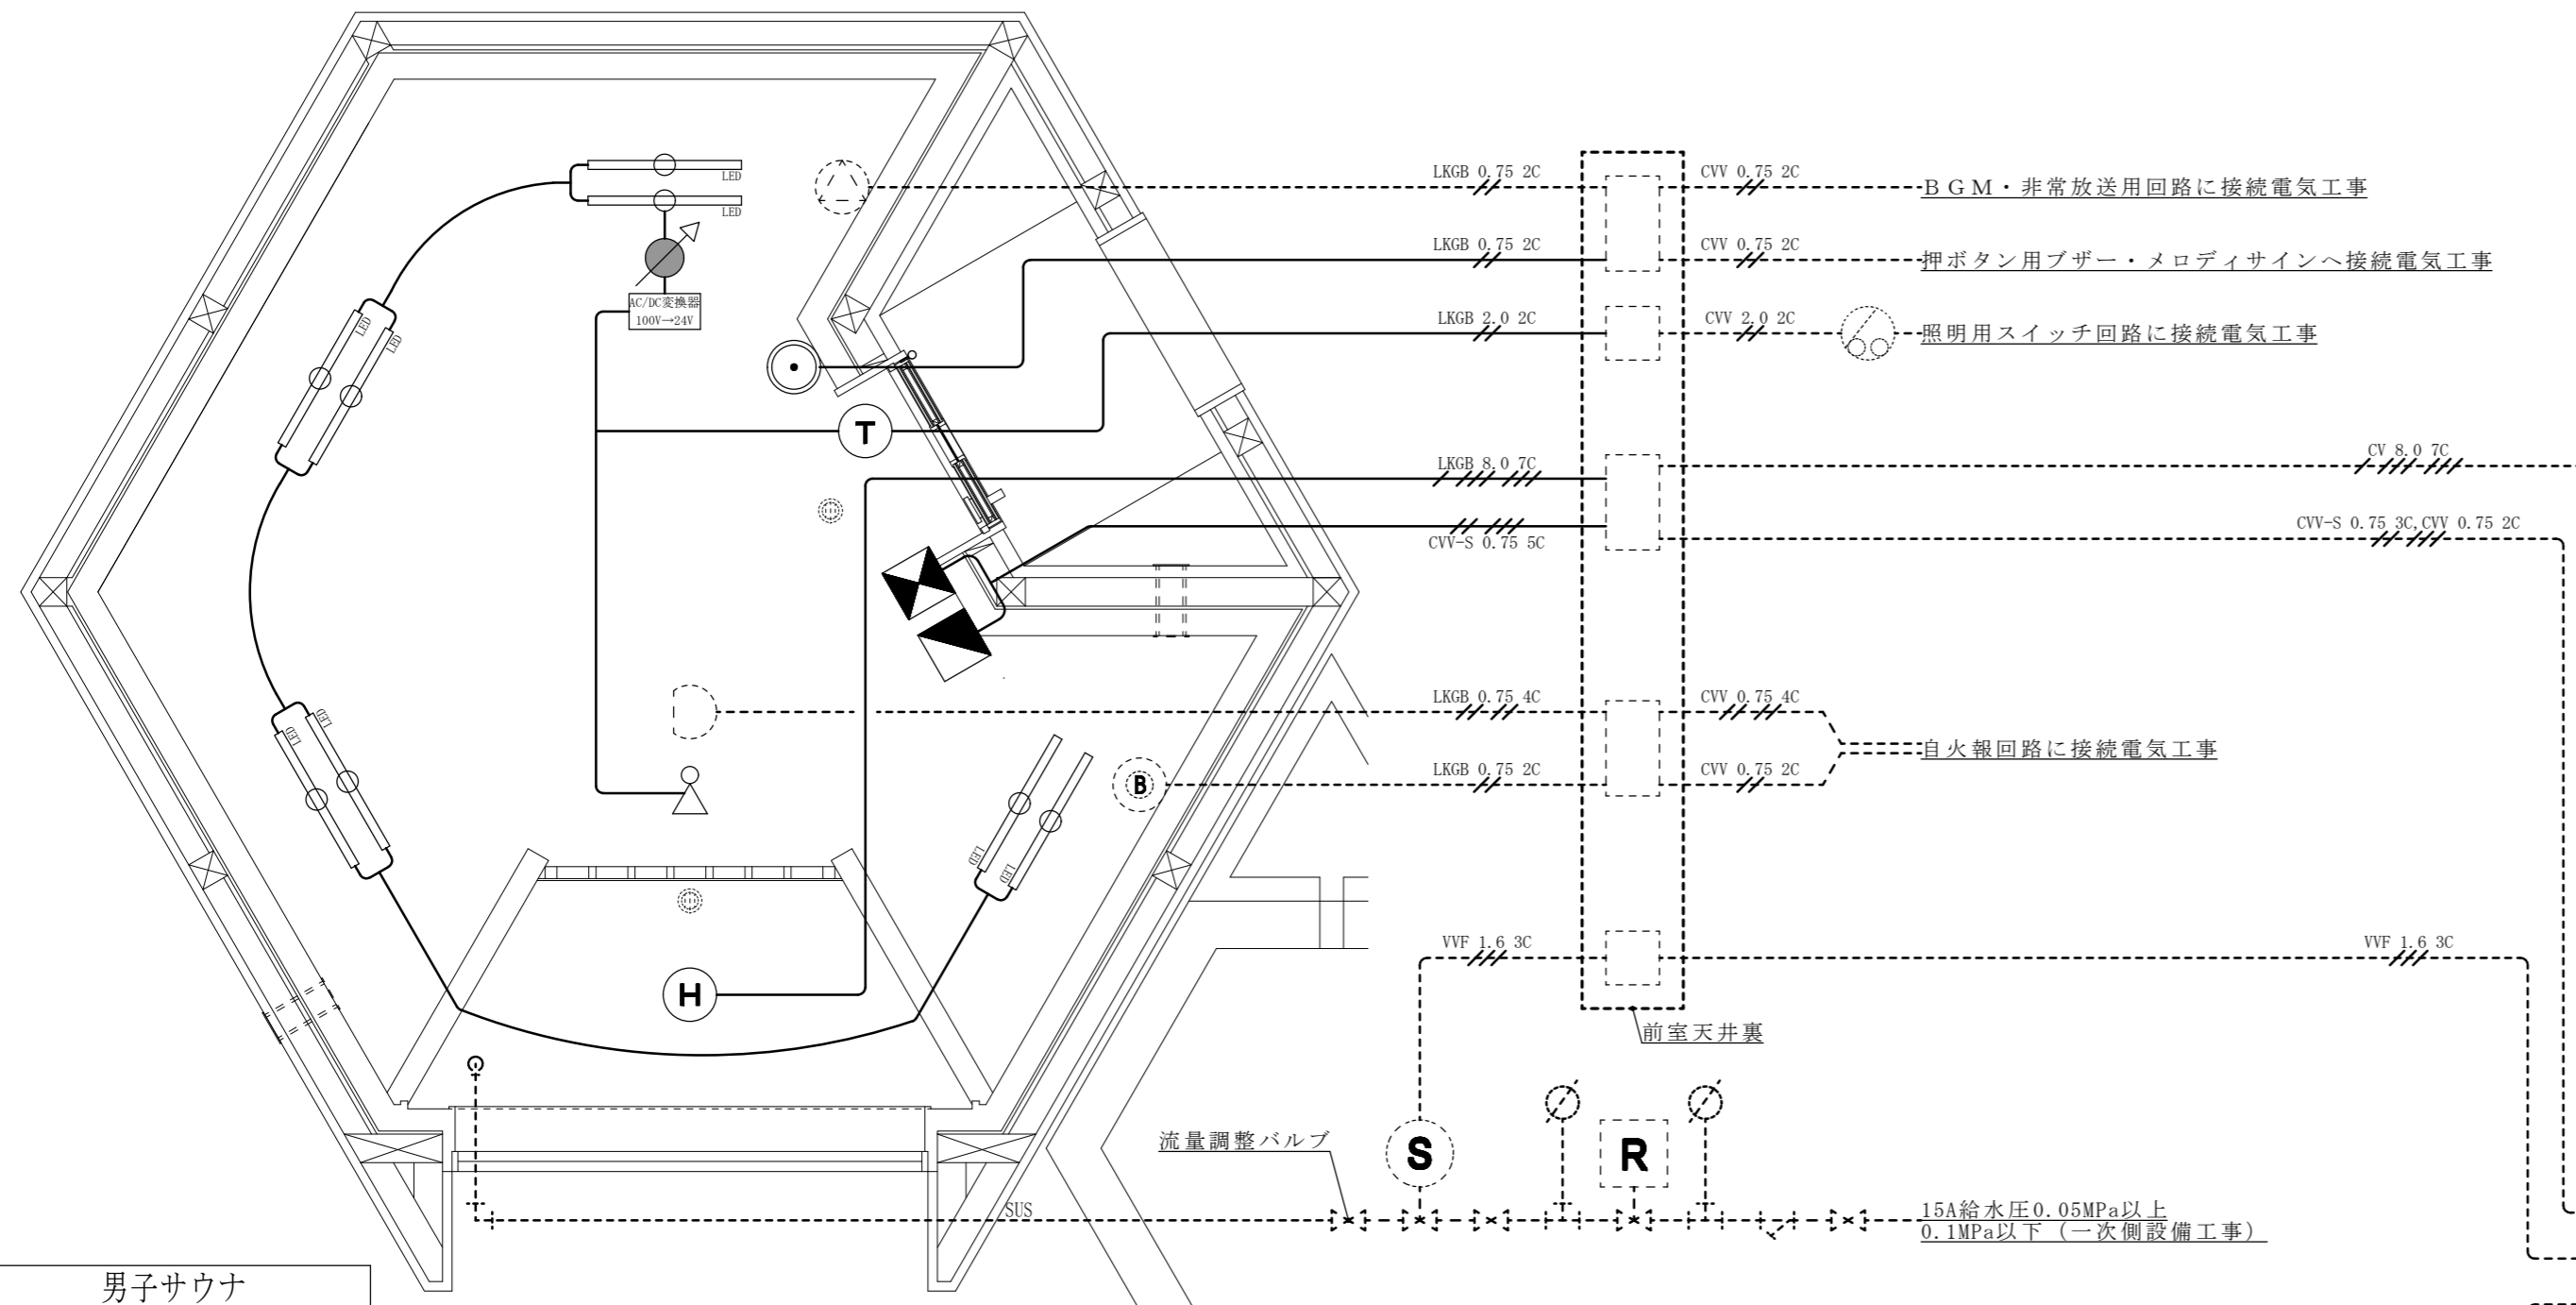 LKGB 0.75 2C
CVV 0.75 2C
BGM・非常放送用回路に接続電気工事
LED
LED
LKGB 0.75 2C
CVV 0.75 2C
押ボタン用ブザー・メロディサインへ接続電気工事
AC/DC変換器
100V→24V
LKGB 2.0 2C
CVV 2.0 2C
照明用スイッチ回路に接続電気工事
LED
LED
T
LKGB 8.0 7C
CV 8.0 7C
CVV-S 0.75 5C
CVV-S 0.75 3C,CVV 0.75 2C
LKGB 0.75 4C
CVV 0.75 4C
LED
LED
自火報回路に接続電気工事
LKGB 0.75 2C
CVV 0.75 2C
B
LED
LED
VVF 1.6 3C
VVF 1.6 3C
H
前室天井裏
流量調整バルブ
S
R
SUS
15A給水圧0.05MPa以上
0.1MPa以下（一次側設備工事）
男子サウナ